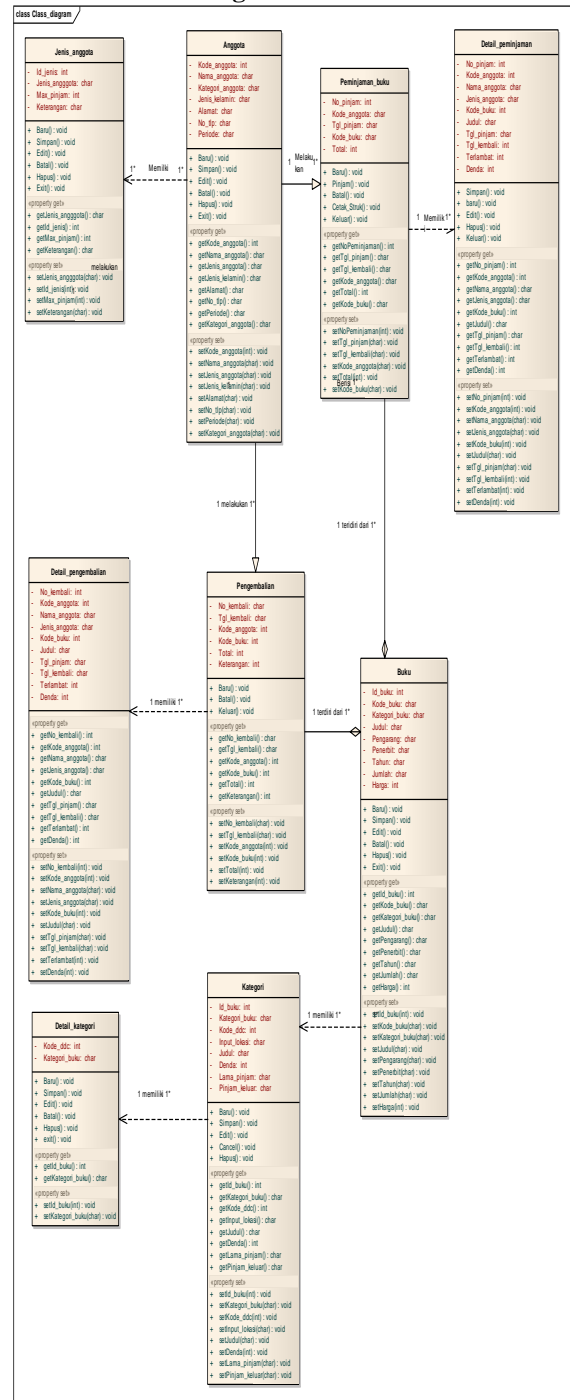 class Class_diagram
Jenis_anggota
- Id_jenis: int
- Jenis_angggota: char
- Max_pinjam: int
- Keterangan: char
+ Baru() : void
+ Simpan() : void
+ Edit() : void
+ Batal() : void
+ Hapus() : void
+ Exit() : void
«property get»
+ getJenis_angggota() : char
+ getId_jenis() : int
+ getMax_pinjam() : int
+ getKeterangan() : char
«property set»
melakukan
+ setJenis_angggota(char) : void
+ setId_jenis(int) : void
+ setMax_pinjam(int) : void
+ setKeterangan(char) : void
1* Memiliki 1*
Anggota
- Kode_anggota: int
- Nama_anggota: char
- Kategori_anggota: char
- Jenis_kelamin: char
- Alamat: char
- No_tlp: char
- Periode: char
+ Baru() : void
+ Simpan() : void
+ Edit() : void
+ Batal() : void
+ Hapus() : void
+ Exit() : void
«property get»
+ getKode_anggota() : int
+ getNama_anggota() : char
+ getJenis_anggota() : char
+ getJenis_kelamin() : char
+ getAlamat() : char
+ getNo_tlp() : char
+ getPeriode() : char
+ getKategori_anggota() : char
«property set»
+ setKode_anggota(int) : void
+ setNama_anggota(char) : void
+ setJenis_anggota(char) : void
+ setJenis_kelamin(char) : void
+ setAlamat(char) : void
+ setNo_tlp(char) : void
+ setPeriode(char) : void
+ setKategori_anggota(char) : void
1 Melaku 1*
kan
Peminjaman_buku
- No_pinjam: int
- Kode_anggota: char
- Tgl_pinjam: char
- Kode_buku: char
- Total: int
+ Baru() : void
+ Pinjam() : void
+ Batal() : void
+ Cetak_Struk() : void
+ Keluar() : void
«property get»
+ getNoPeminjaman() : int
+ getTgl_pinjam() : char
+ getTgl_kembali() : char
+ getKode_anggota() : char
+ getTotal() : int
+ getKode_buku() : char
«property set»
+ setNoPeminjaman(int) : void
+ setTgl_pinjam(char) : void
+ setTgl_kembali(char) : void
+ setKode_anggota(char) : void
+ setTotal(int) : void
Berisi
+ setKode_buku(char) : void
1 Memilik 1*
i
Detail_peminjaman
- No_pinjam: int
- Kode_anggota: int
- Nama_anggota: char
- Jenis_anggota: char
- Kode_buku: int
- Judul: char
- Tgl_pinjam: char
- Tgl_kembali: int
- Terlambat: int
- Denda: int
+ Simpan() : void
+ baru() : void
+ Edit() : void
+ Hapus() : void
+ Keluar() : void
«property get»
+ getNo_pinjam() : int
+ getKode_anggota() : int
+ getNama_anggota() : char
+ getJenis_anggota() : char
+ getKode_buku() : int
+ getJudul() : char
+ getTgl_pinjam() : char
+ getTgl_kembali() : int
+ getTerlambat() : int
+ getDenda() : int
«property set»
+ setNo_pinjam(int) : void
+ setKode_anggota(int) : void
+ setNama_anggota(char) : void
+ setJenis_anggota(char) : void
+ setKode_buku(int) : void
+ setJudul(char) : void
+ setTgl_pinjam(char) : void
+ setTgl_kembali(int) : void
+ setTerlambat(int) : void
+ setDenda(int) : void
1 melakukan 1*
1 teridiri dari 1*
Detail_pengembalian
- No_kembali: int
- Kode_anggota: int
- Nama_anggota: char
- Jenis_anggota: char
- Kode_buku: int
- Judul: char
- Tgl_pinjam: char
- Tgl_kembali: char
- Terlambat: int
- Denda: int
«property get»
+ getNo_kembali() : int
+ getKode_anggota() : int
+ getNama_anggota() : char
+ getJenis_anggota() : char
+ getKode_buku() : int
+ getJudul() : char
+ getTgl_pinjam() : char
+ getTgl_kembali() : char
+ getTerlambat() : int
+ getDenda() : int
«property set»
+ setNo_kembali(int) : void
+ setKode_anggota(int) : void
+ setNama_anggota(char) : void
+ setJenis_anggota(char) : void
+ setKode_buku(int) : void
+ setJudul(char) : void
+ setTgl_pinjam(char) : void
+ setTgl_kembali(char) : void
+ setTerlambat(int) : void
+ setDenda(int) : void
1 memiliki 1*
Pengembalian
- No_kembali: char
- Tgl_kembali: char
- Kode_anggota: int
- Kode_buku: int
- Total: int
- Keterangan: int
+ Baru() : void
+ Batal() : void
+ Keluar() : void
«property get»
+ getNo_kembali() : char
+ getTgl_kembali() : char
+ getKode_anggota() : int
+ getKode_buku() : int
+ getTotal() : int
+ getKeterangan() : int
«property set»
+ setNo_kembali(char) : void
+ setTgl_kembali(char) : void
+ setKode_anggota(int) : void
+ setKode_buku(int) : void
+ setTotal(int) : void
+ setKeterangan(int) : void
1 terdiri dari 1*
Buku
- Id_buku: int
- Kode_buku: char
- Kategori_buku: char
- Judul: char
- Pengarang: char
- Penerbit: char
- Tahun: char
- Jumlah: char
- Harga: int
+ Baru() : void
+ Simpan() : void
+ Edit() : void
+ Batal() : void
+ Hapus() : void
+ Exit() : void
«property get»
+ getId_buku() : int
+ getKode_buku() : char
+ getKategori_buku() : char
+ getJudul() : char
+ getPengarang() : char
+ getPenerbit() : char
+ getTahun() : char
+ getJumlah() : char
+ getHarga() : int
«property set»
+ setId_buku(int) : void
+ setKode_buku(char) : void
+ setKategori_buku(char) : void
+ setJudul(char) : void
+ setPengarang(char) : void
+ setPenerbit(char) : void
+ setTahun(char) : void
+ setJumlah(char) : void
+ setHarga(int) : void
1 memiliki 1*
Kategori
- Id_buku: int
- Kategori_buku: char
- Kode_ddc: int
- Input_lokasi: char
- Judul: char
- Denda: int
- Lama_pinjam: char
- Pinjam_keluar: char
+ Baru() : void
+ Simpan() : void
+ Edit() : void
+ Cancel() : void
+ Hapus() : void
«property get»
+ getId_buku() : int
+ getKategori_buku() : char
+ getKode_ddc() : int
+ getInput_lokasi() : char
+ getJudul() : char
+ getDenda() : int
+ getLama_pinjam() : char
+ getPinjam_keluar() : char
«property set»
+ setId_buku(int) : void
+ setKategori_buku(char) : void
+ setKode_ddc(int) : void
+ setInput_lokasi(char) : void
+ setJudul(char) : void
+ setDenda(int) : void
+ setLama_pinjam(char) : void
+ setPinjam_keluar(char) : void
1 memiliki 1*
Detail_kategori
- Kode_ddc: int
- Kategori_buku: char
+ Baru() : void
+ Simpan() : void
+ Edit() : void
+ Batal() : void
+ Hapus() : void
+ exit() : void
«property get»
+ getId_buku() : int
+ getKategori_buku() : char
«property set»
+ setId_buku(int) : void
+ setKategori_buku(char) : void